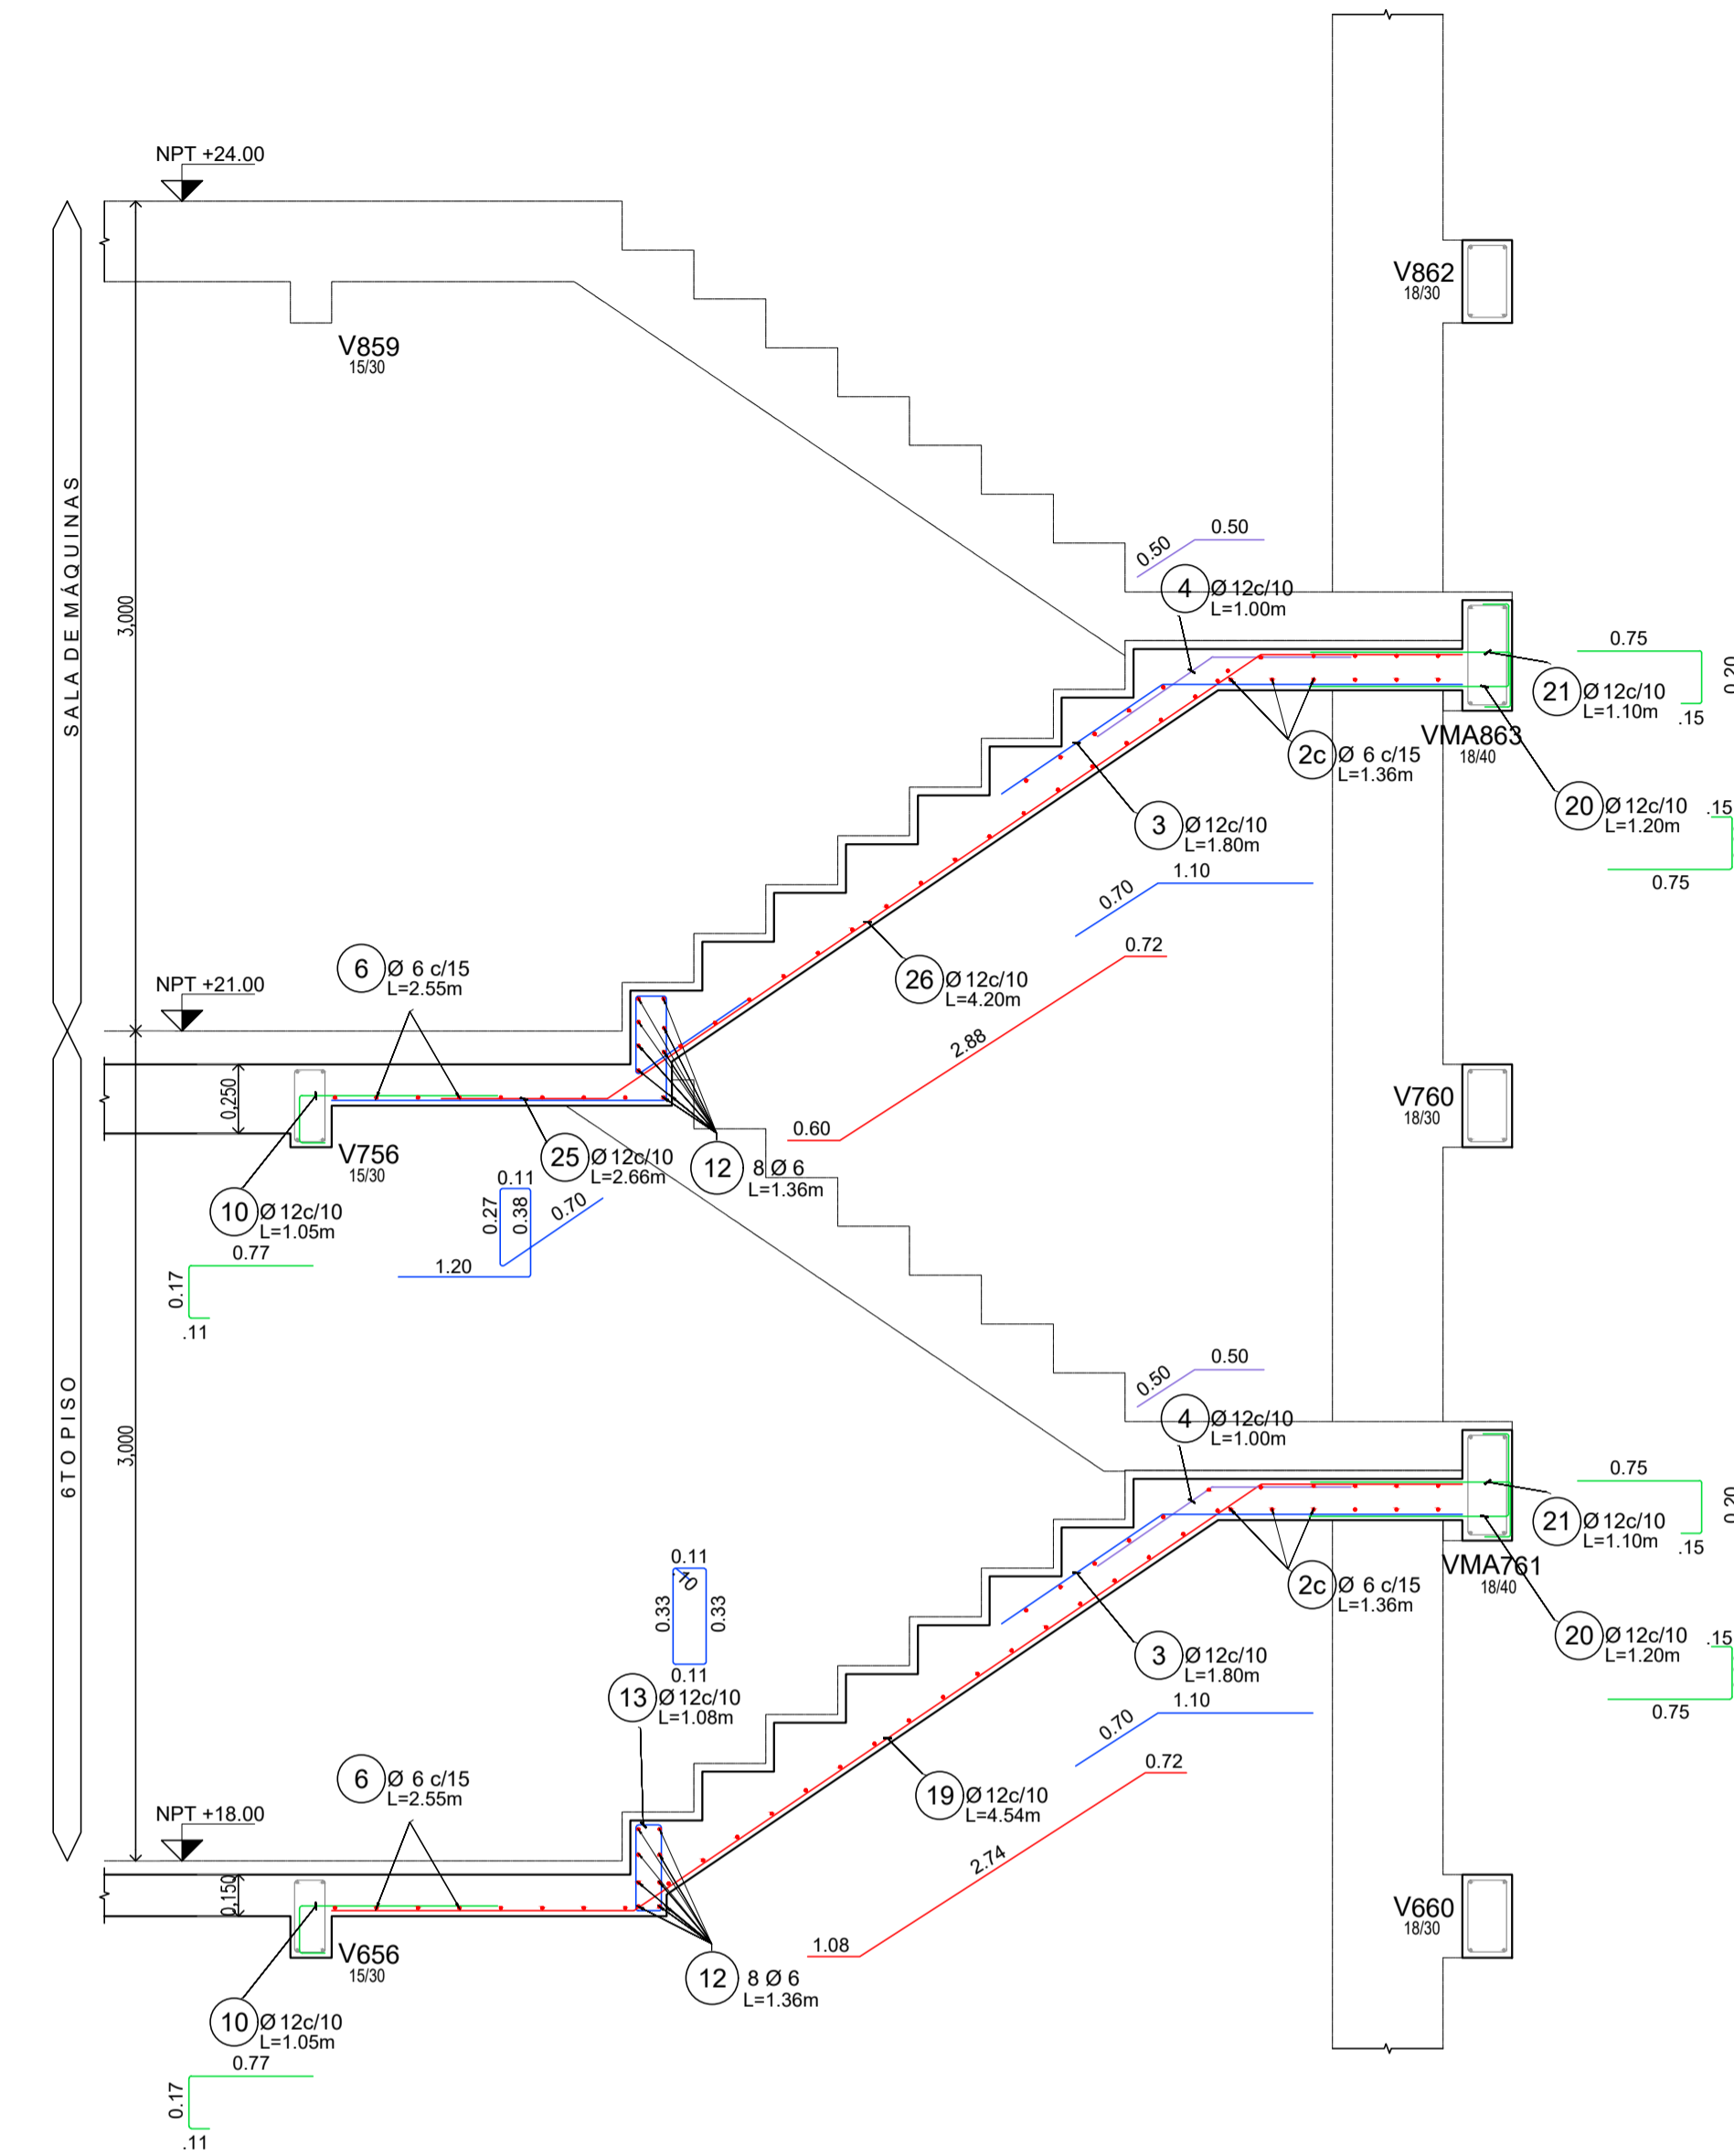 NPT +24.00
V862
18/30
V859
15/30
SALA DE MÁQUINAS
3,000
0.50
0.50
4 Ø 12c/10
L=1.00m
0.75
0.20
.15
21 Ø 12c/10
L=1.10m
VMA863
18/40
2c Ø 6 c/15
L=1.36m
20 Ø 12c/10
L=1.20m
.15
0.75
3 Ø 12c/10
L=1.80m
1.10
0.70
0.72
26 Ø 12c/10
L=4.20m
2.88
0.60
6 Ø 6 c/15
L=2.55m
NPT +21.00
0,250
V756
15/30
V760
18/30
25 Ø 12c/10
L=2.66m
12 8 Ø 6
L=1.36m
0.11
0.27
0.38
0.70
1.20
10 Ø 12c/10
L=1.05m
0.77
0.17
.11
6TO PISO
3,000
0.50
0.50
4 Ø 12c/10
L=1.00m
0.75
0.20
.15
21 Ø 12c/10
L=1.10m
VMA761
18/40
2c Ø 6 c/15
L=1.36m
20 Ø 12c/10
L=1.20m
.15
0.75
0.11
.10
0.33
0.33
0.11
13 Ø 12c/10
L=1.08m
3 Ø 12c/10
L=1.80m
1.10
0.70
0.72
19 Ø 12c/10
L=4.54m
2.74
1.08
6 Ø 6 c/15
L=2.55m
NPT +18.00
0,150
V656
15/30
V660
18/30
12 8 Ø 6
L=1.36m
10 Ø 12c/10
L=1.05m
0.77
0.17
.11